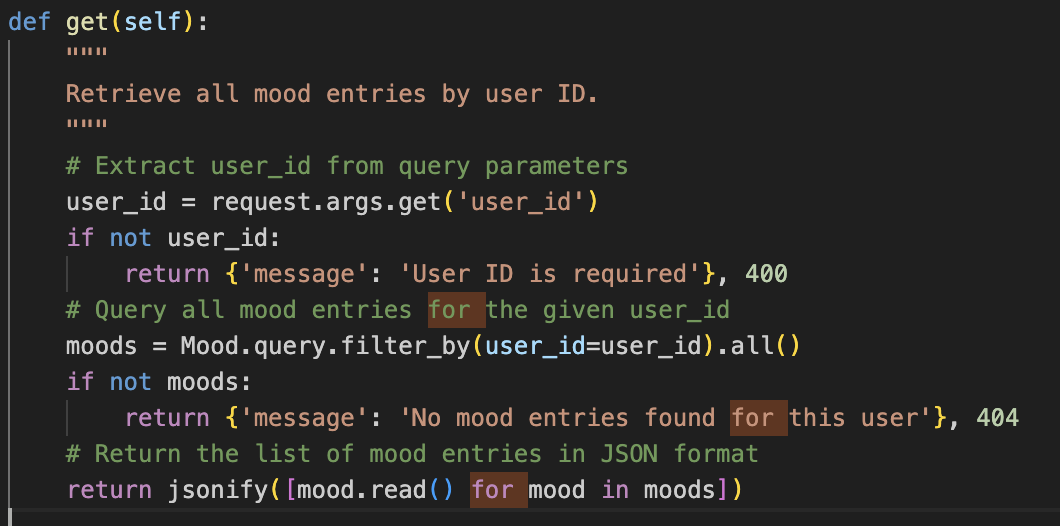 def get(self):
    """
    Retrieve all mood entries by user ID.
    """
    # Extract user_id from query parameters
    user_id = request.args.get('user_id')
    if not user_id:
        return {'message': 'User ID is required'}, 400
    # Query all mood entries for the given user_id
    moods = Mood.query.filter_by(user_id=user_id).all()
    if not moods:
        return {'message': 'No mood entries found for this user'}, 404
    # Return the list of mood entries in JSON format
    return jsonify([mood.read() for mood in moods])